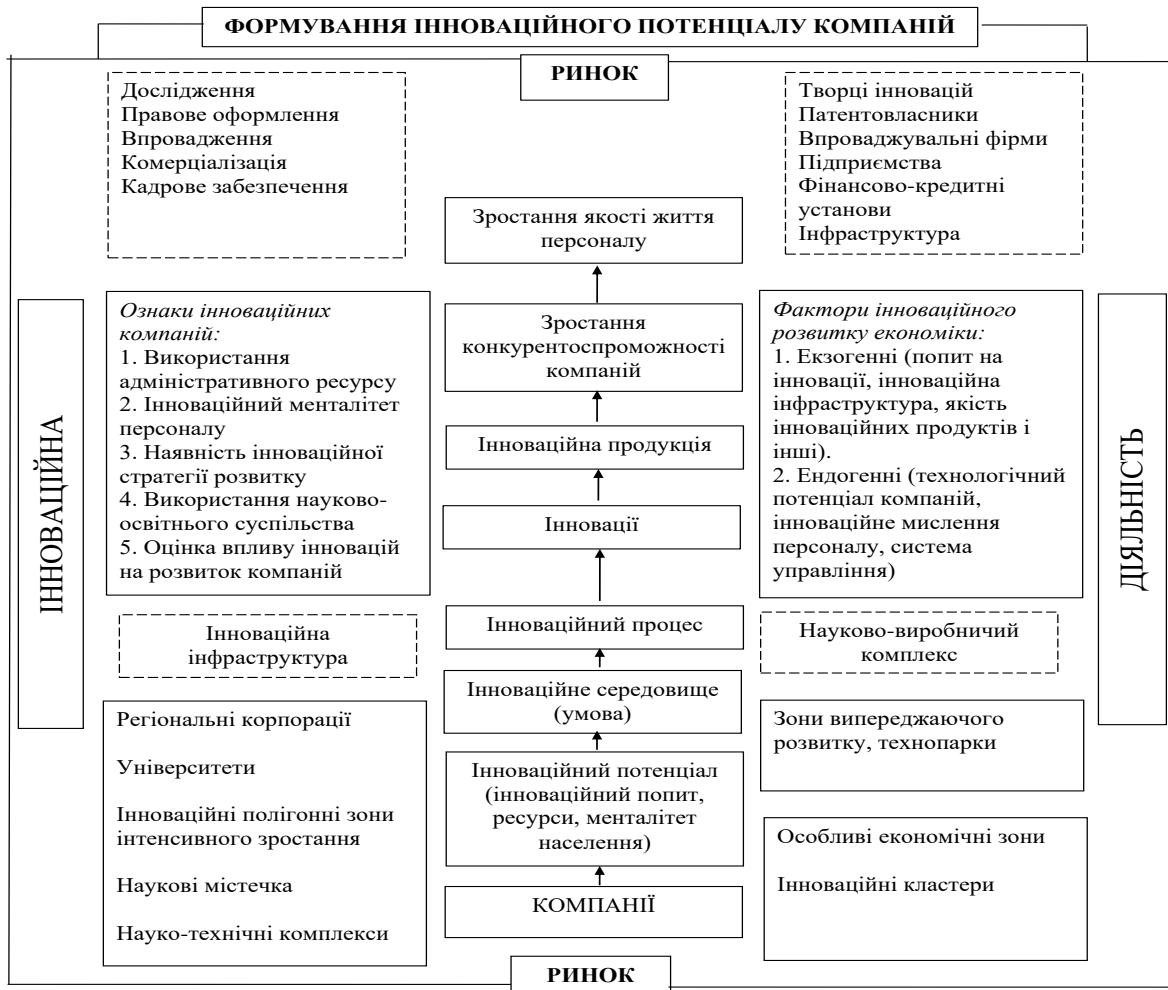 ФОРМУВАННЯ ІННОВАЦІЙНОГО ПОТЕНЦІАЛУ КОМПАНІЙ
РИНОК
Дослідження
Правове оформлення
Впровадження
Комерціалізація
Кадрове забезпечення
Творці інновацій
Патентовласники
Впроваджувальні фірми
Підприємства
Фінансово-кредитні
установи
Інфраструктура
Зростання якості життя
персоналу
ІННОВАЦІЙНА
Ознаки інноваційних
компаній:
1. Використання
адміністративного ресурсу
2. Інноваційний менталітет
персоналу
3. Наявність інноваційної
стратегії розвитку
4. Використання науково-
освітнього суспільства
5. Оцінка впливу інновацій
на розвиток компаній
Зростання
конкурентоспроможності
компаній
Інноваційна продукція
Інновації
Фактори інноваційного
розвитку економіки:
1. Екзогенні (попит на
інновації, інноваційна
інфраструктура, якість
інноваційних продуктів і
інші).
2. Ендогенні (технологічний
потенціал компаній,
інноваційне мислення
персоналу, система
управління)
ДІЯЛЬНІСТЬ
Інноваційна
інфраструктура
Інноваційний процес
Науково-виробничий
комплекс
Інноваційне середовище
(умова)
Регіональні корпорації
Університети
Інноваційні полігонні зони
інтенсивного зростання
Наукові містечка
Науко-технічні комплекси
Інноваційний потенціал
(інноваційний попит,
ресурси, менталітет
населення)
КОМПАНІЇ
Зони випереджаючого
розвитку, технопарки
Особливі економічні зони
Інноваційні кластери
РИНОК